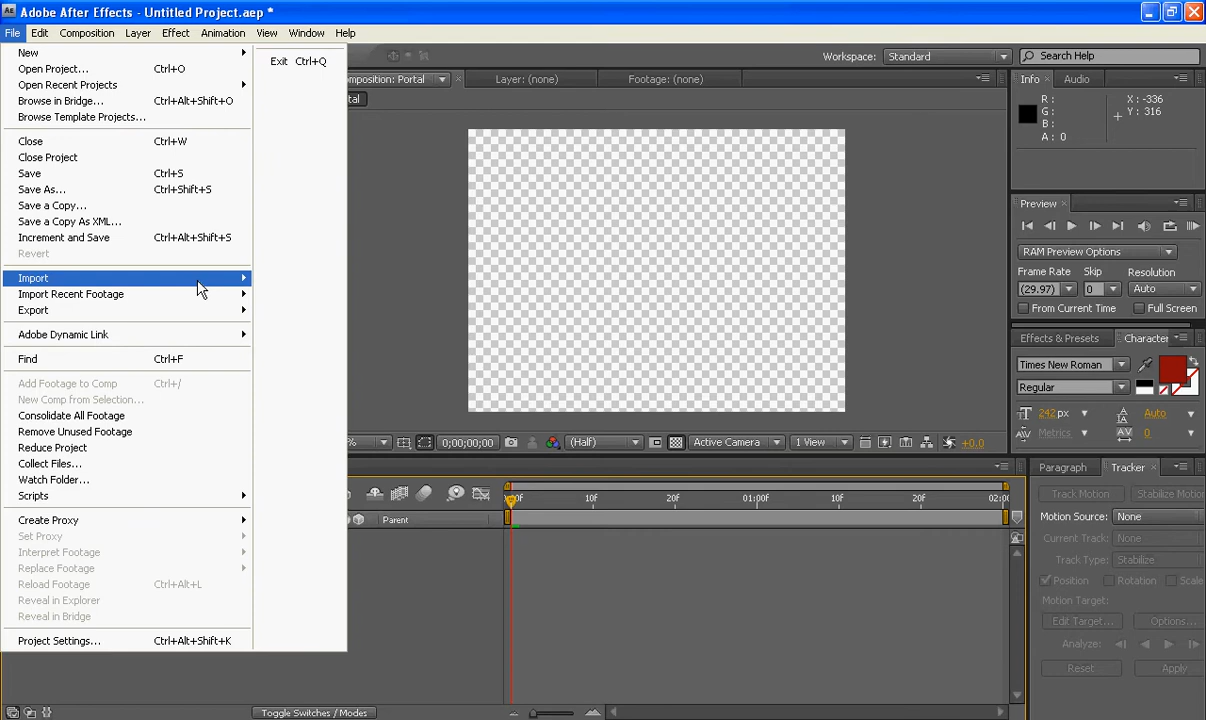 Adobe After Effects - Untitled Project.aep *
File Edit Composition Layer Effect Animation View Window Help
New
Open Project... Ctrl+O
Open Recent Projects
Browse in Bridge... Ctrl+Alt+Shift+O
Browse Template Projects...
Close Ctrl+W
Close Project
Save Ctrl+S
Save As... Ctrl+Shift+S
Save a Copy...
Save a Copy As XML...
Increment and Save Ctrl+Alt+Shift+S
Revert
Import
Import Recent Footage
Export
Adobe Dynamic Link
Find Ctrl+F
Add Footage to Comp Ctrl+/
New Comp from Selection...
Consolidate All Footage
Remove Unused Footage
Reduce Project
Collect Files...
Watch Folder...
Scripts
Create Proxy
Set Proxy
Interpret Footage
Replace Footage
Reload Footage Ctrl+Alt+L
Reveal in Explorer
Reveal in Bridge
Project Settings... Ctrl+Alt+Shift+K
Exit Ctrl+Q
Workspace: Standard
Search Help
mposition: Portal
Layer: (none)
Footage: (none)
tal
Info Audio
R: X: -336
G: Y: 316
B:
A: 0
Preview
RAM Preview Options
Frame Rate Skip Resolution
(29.97) 0 Auto
From Current Time Full Screen
Effects & Presets Character
Times New Roman
Regular
242 px Auto
Metrics 0
% 0;00;00;00 (Half) Active Camera 1 View +0.0
Paragraph Tracker
Track Motion Stabilize Motio
Motion Source: None
Current Track: None
Track Type: Stabilize
Position Rotation Scale
Motion Target:
Edit Target... Options...
Analyze:
Reset Apply
00f 10f 20f 01:00f 10f 20f 02:0
Parent
Toggle Switches / Modes